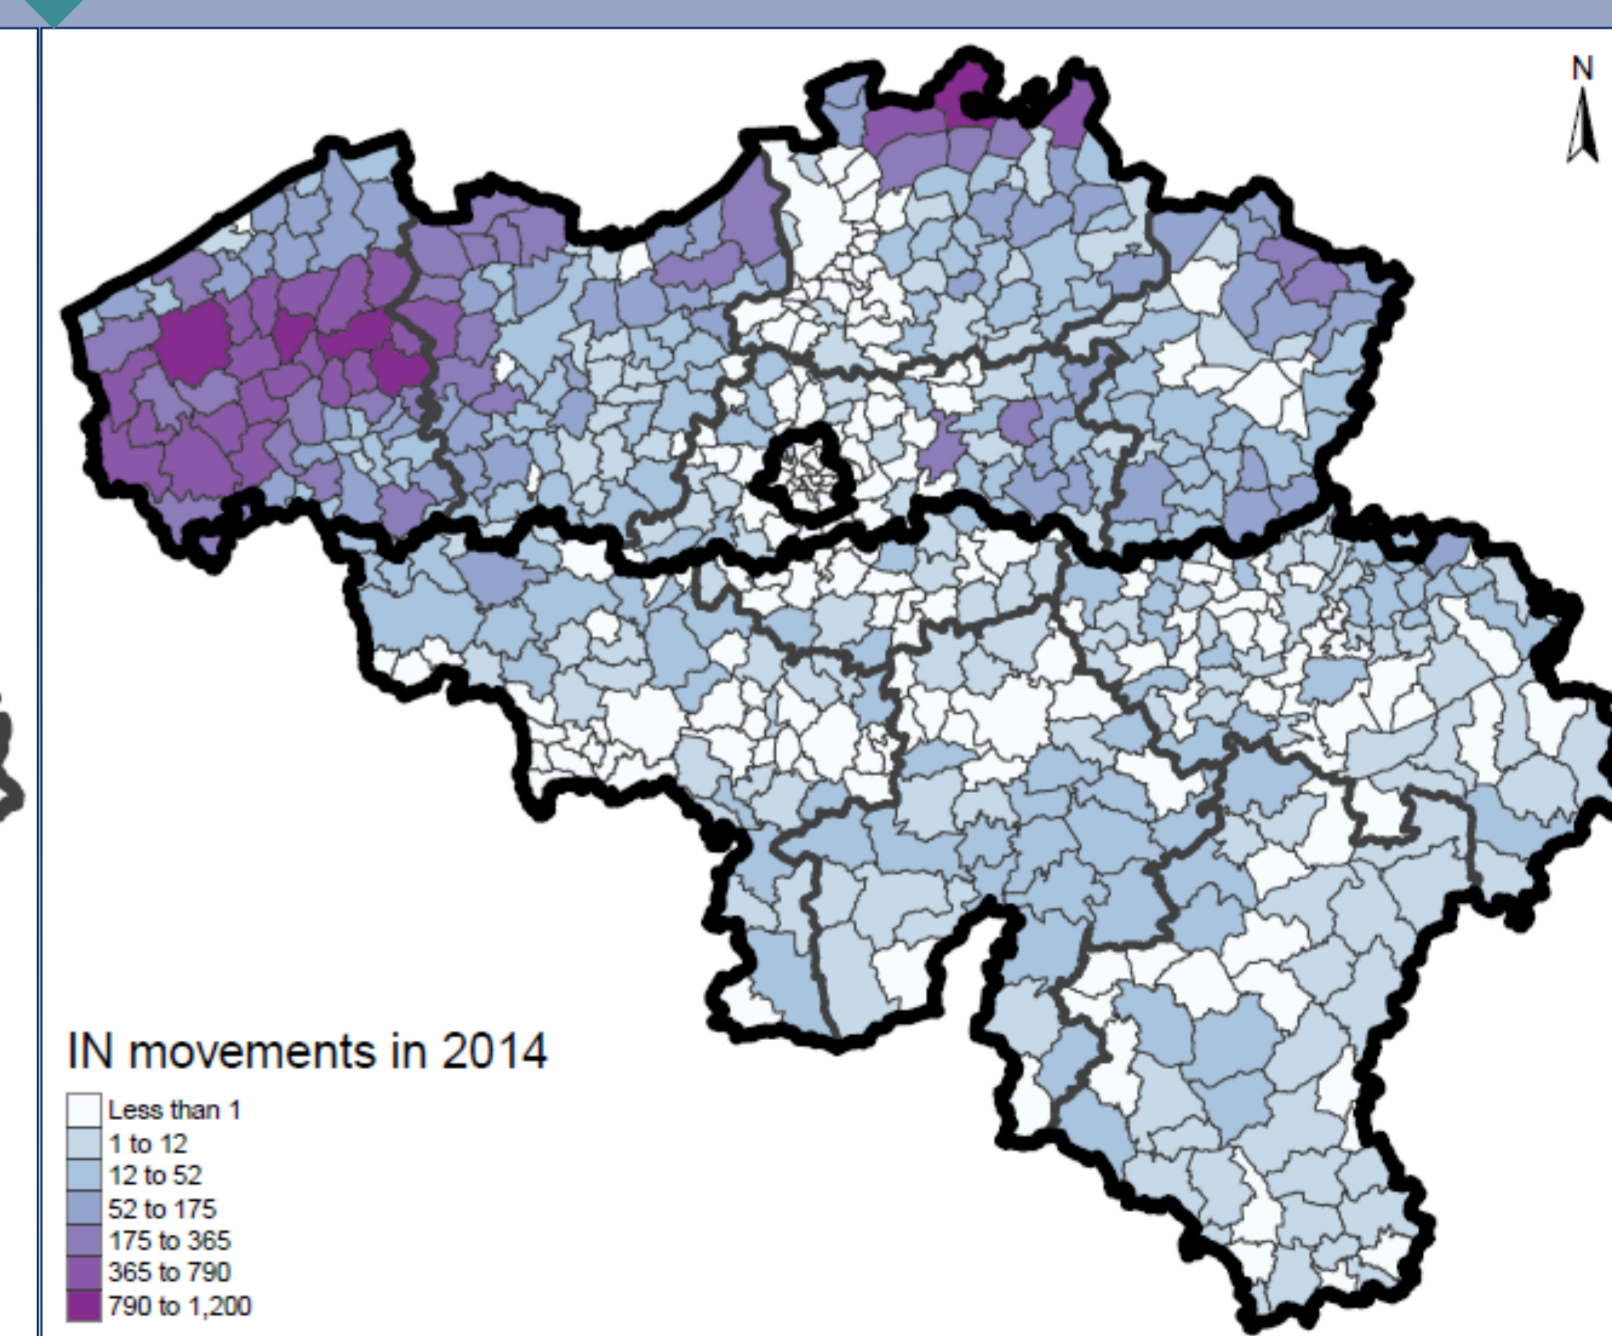 N
IN movements in 2014
Less than 1
1 to 12
12 to 52
52 to 175
175 to 365
365 to 790
790 to 1,200